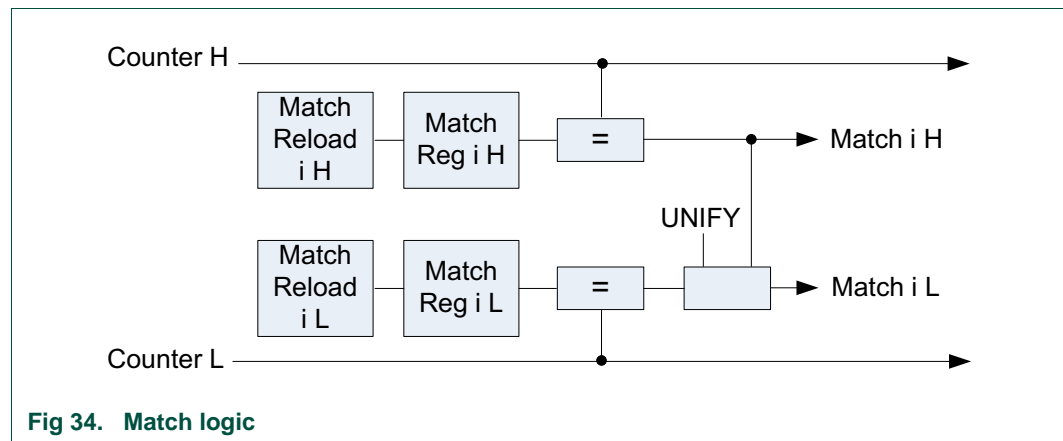 Counter H
Match
Reload
i H
Match
Reg i H
=
Match i H
UNIFY
Match
Reload
i L
Match
Reg i L
=
Match i L
Counter L
Fig 34. Match logic